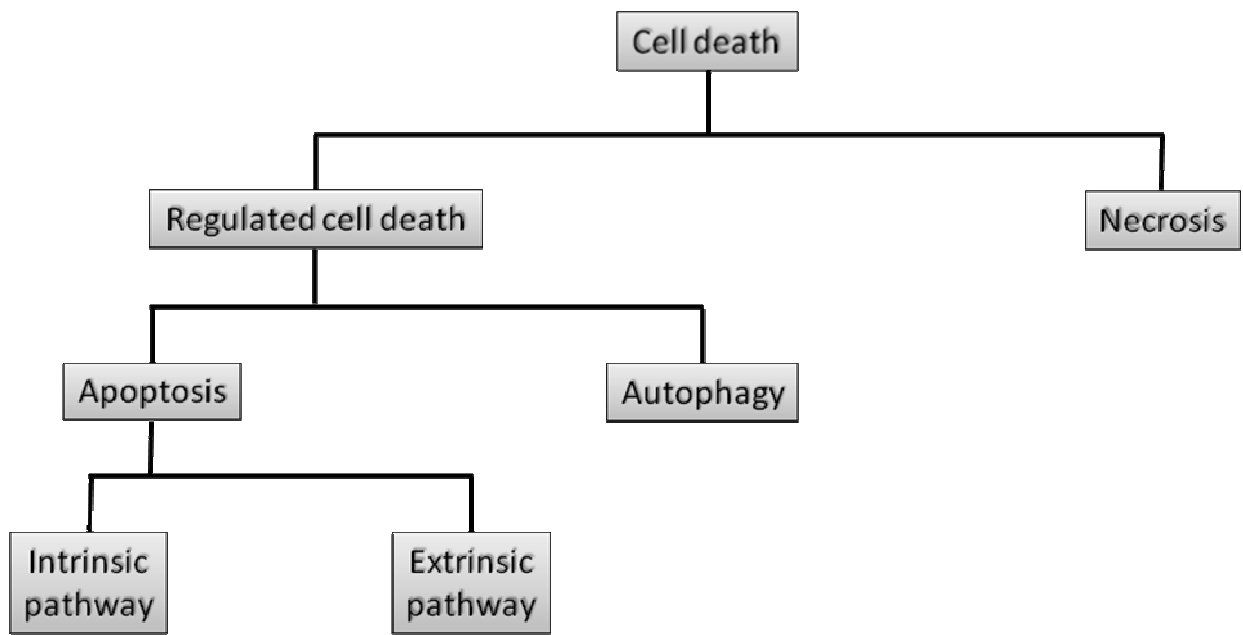 Cell death
Regulated cell death
Necrosis
Apoptosis
Autophagy
Intrinsic
pathway
Extrinsic
pathway